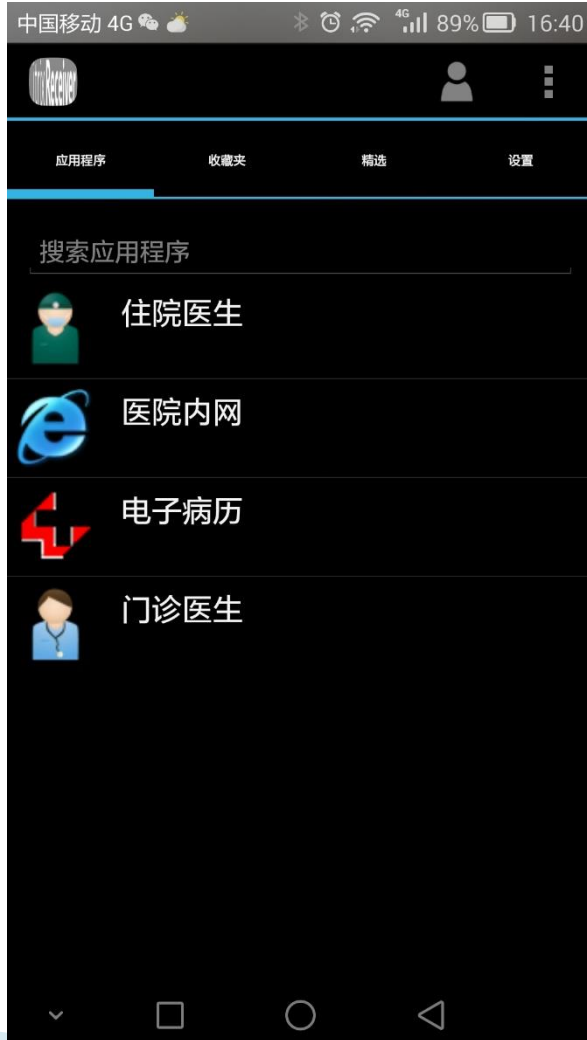 中国移动 4G 4G 89% 16:40
Receiver
应用程序 收藏夹 精选 设置
搜索应用程序
住院医生
医院内网
电子病历
门诊医生